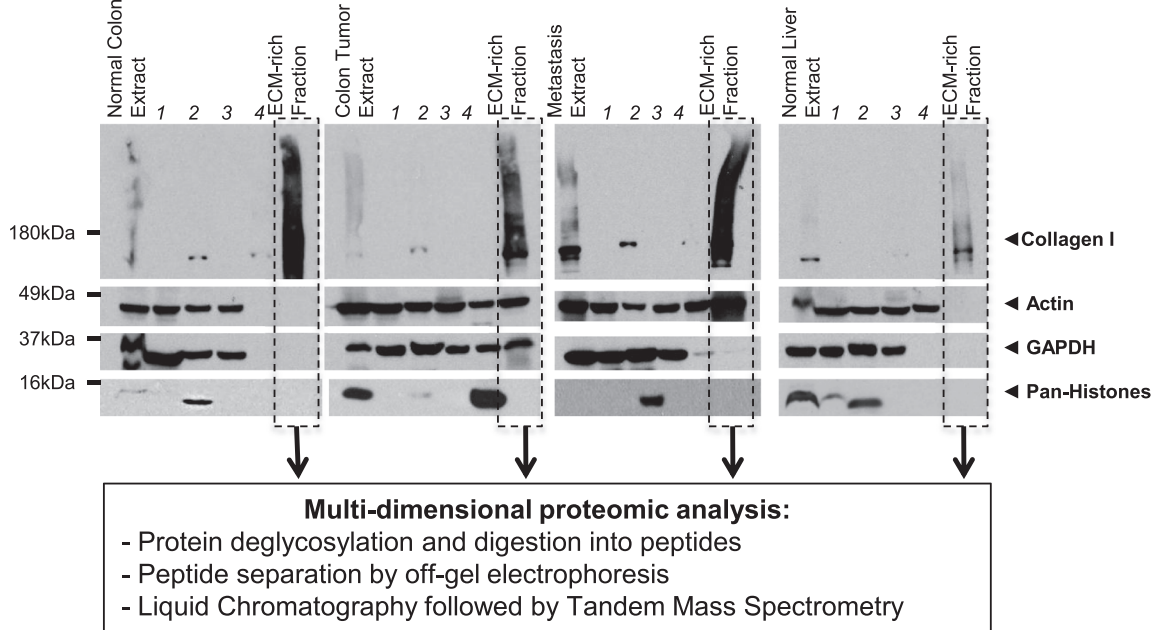 Normal Colon
Extract
1 2 3 4
ECM-rich
Fraction
Colon Tumor
Extract
1 2 3 4
ECM-rich
Fraction
Metastasis
Extract
1 2 3 4
ECM-rich
Fraction
Normal Liver
Extract
1 2 3 4
ECM-rich
Fraction
180kDa
◄Collagen I
49kDa
◄ Actin
37kDa
◄ GAPDH
16kDa
◄ Pan-Histones
Multi-dimensional proteomic analysis:
- Protein deglycosylation and digestion into peptides
- Peptide separation by off-gel electrophoresis
- Liquid Chromatography followed by Tandem Mass Spectrometry